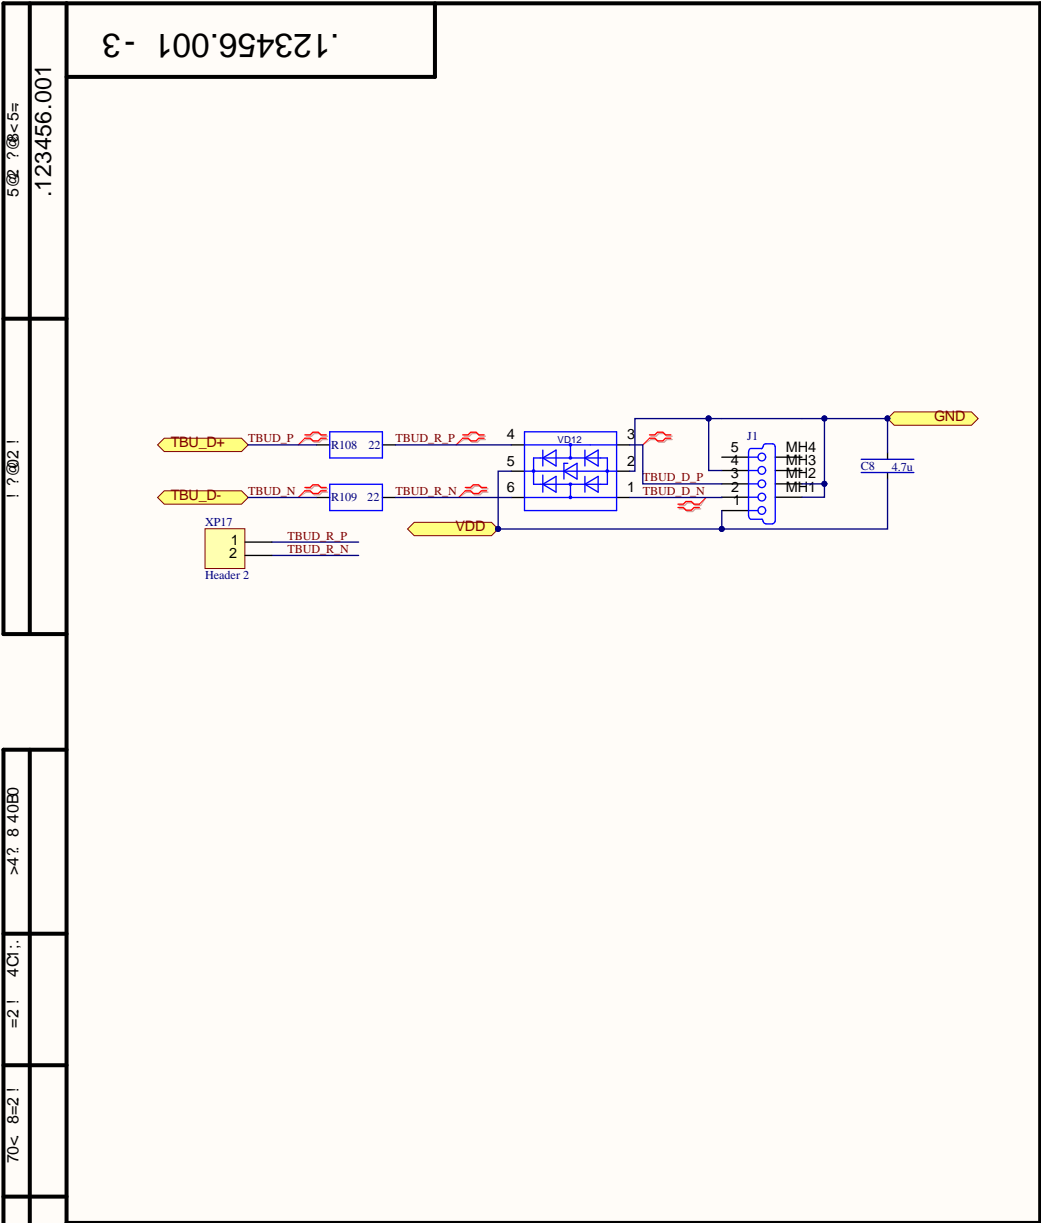 .123456.001 -3
.123456.001
GND
TBU_D+
TBUD_P
R108 22
TBUD_R_P
4
VD12
3
J1
5
MH4
5
2
4
MH3
C8 4.7u
TBUD_D_P
3
MH2
TBU_D-
TBUD_N
R109 22
TBUD_R_N
6
1
TBUD_D_N
2
MH1
1
VDD
XP17
1
TBUD_R_P
2
TBUD_R_N
Header 2